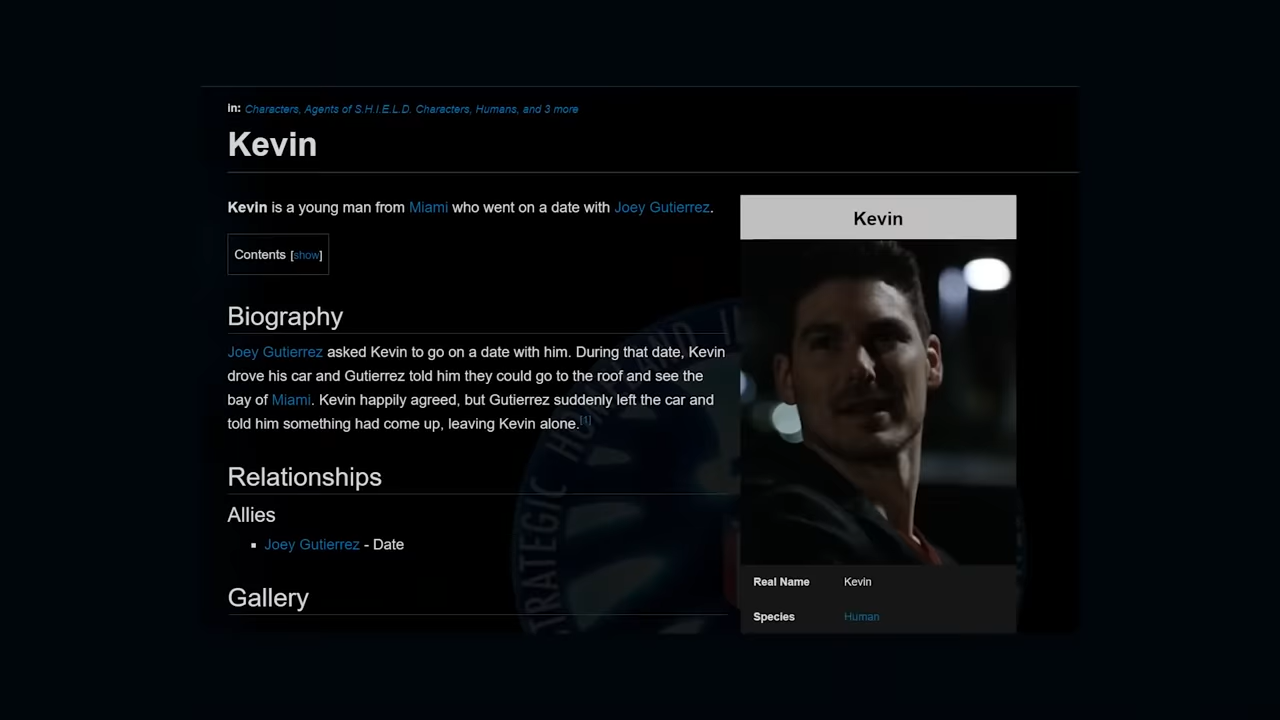 in: Characters, Agents of S.H.I.E.L.D. Characters, Humans, and 3 more
Kevin
Kevin is a young man from Miami who went on a date with Joey Gutierrez.
Contents [show]
Biography
Joey Gutierrez asked Kevin to go on a date with him. During that date, Kevin
drove his car and Gutierrez told him they could go to the roof and see the
bay of Miami. Kevin happily agreed, but Gutierrez suddenly left the car and
told him something had come up, leaving Kevin alone.[1]
Relationships
Allies
▪ Joey Gutierrez - Date
Gallery
Kevin
Real Name Kevin
Species Human
STRATEGIC HOMELAND